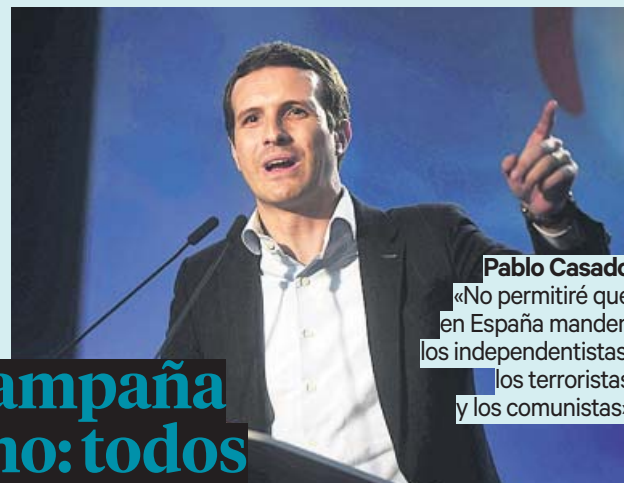 Pablo Casado
«No permitiré que
en España manden
los independentistas
los terroristas
y los comunistas»
ampaña
no: todos